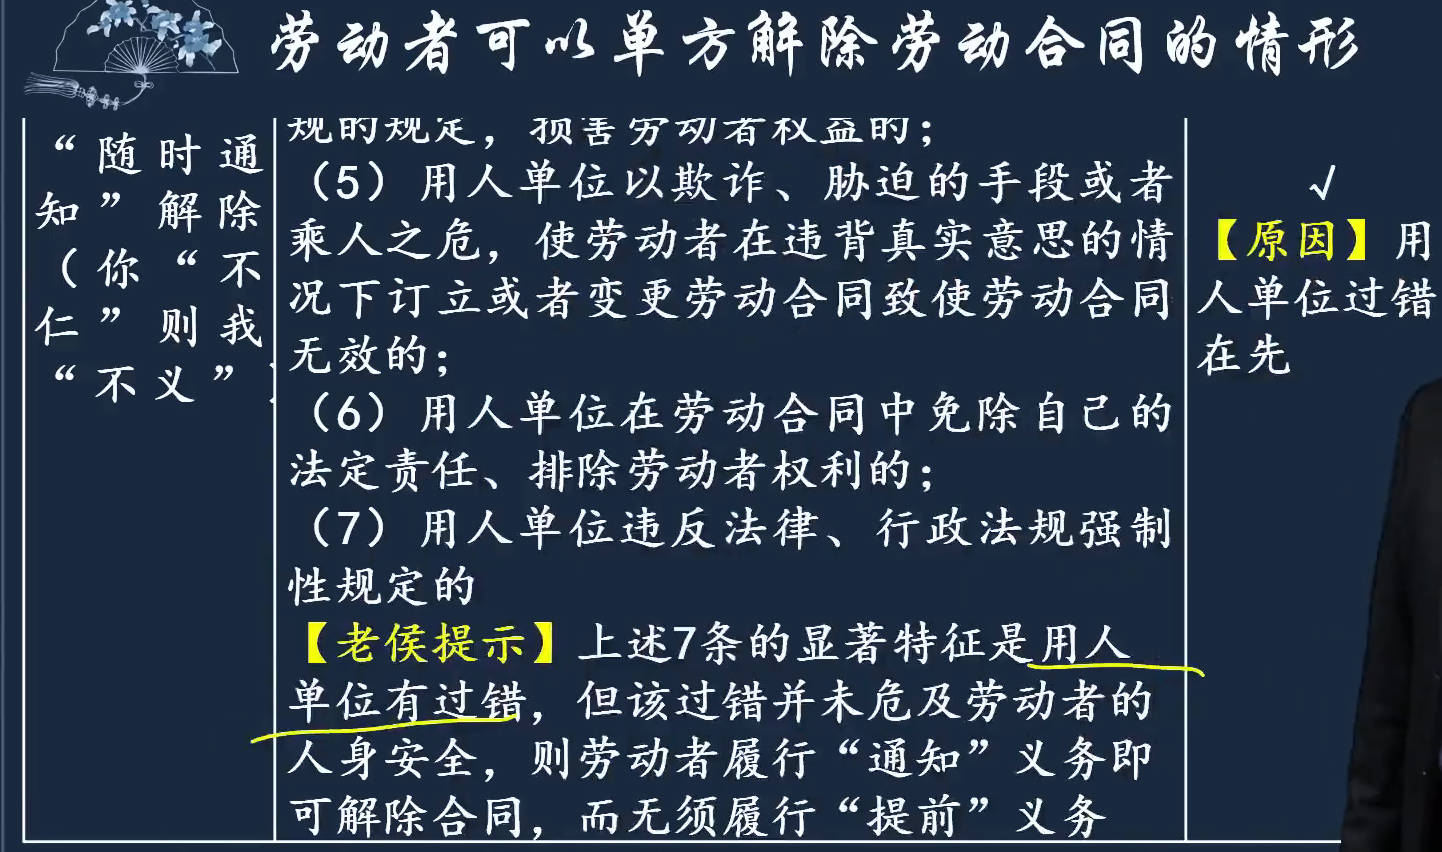 劳动者可以单方解除劳动合同的情形
“随时通
知”解除
（你“不
仁”则我
“不义”
规的规定，损害劳动者权益的；
（5）用人单位以欺诈、胁迫的手段或者
乘人之危，使劳动者在违背真实意思的情
况下订立或者变更劳动合同致使劳动合同
无效的；
（6）用人单位在劳动合同中免除自己的
法定责任、排除劳动者权利的；
（7）用人单位违反法律、行政法规强制
性规定的
【老侯提示】上述7条的显著特征是用人
单位有过错，但该过错并未危及劳动者的
人身安全，则劳动者履行“通知”义务即
可解除合同，而无须履行“提前”义务
√
【原因】用
人单位过错
在先